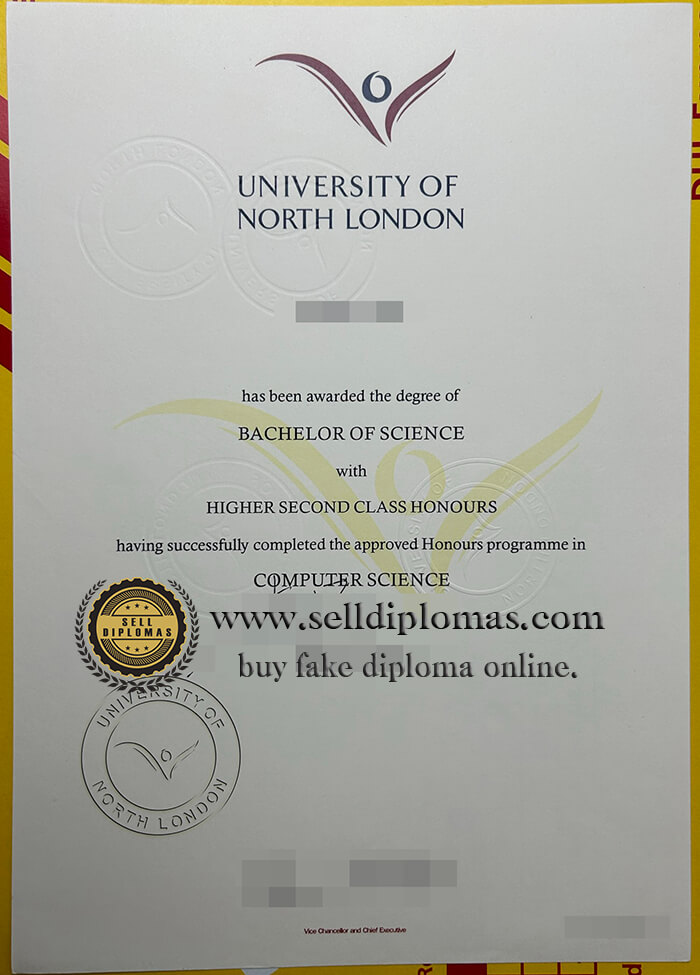 UNIVERSITY OF
NORTH LONDON
has been awarded the degree of
BACHELOR OF SCIENCE
with
HIGHER SECOND CLASS HONOURS
having successfully completed the approved Honours programme in
COMPUTER SCIENCE
SELL
DIPLOMAS
www.selldiplomas.com
buy fake diploma online.
UNIVERSITY OF
NORTH LONDON
Vice Chancellor and Chief Executive